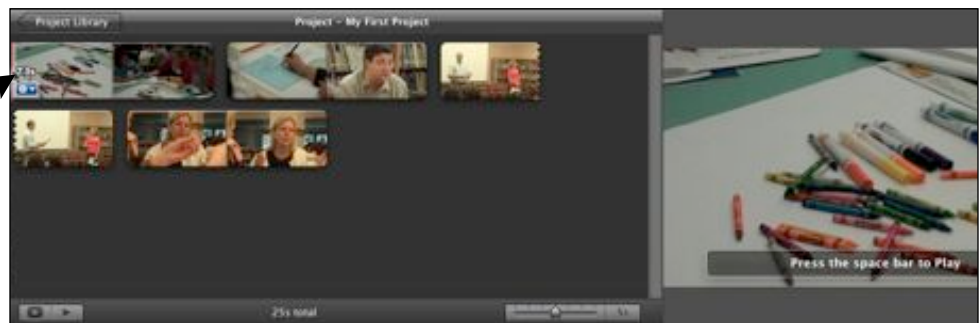 Project Library
Project - My First Project
Press the space bar to Play
25s total